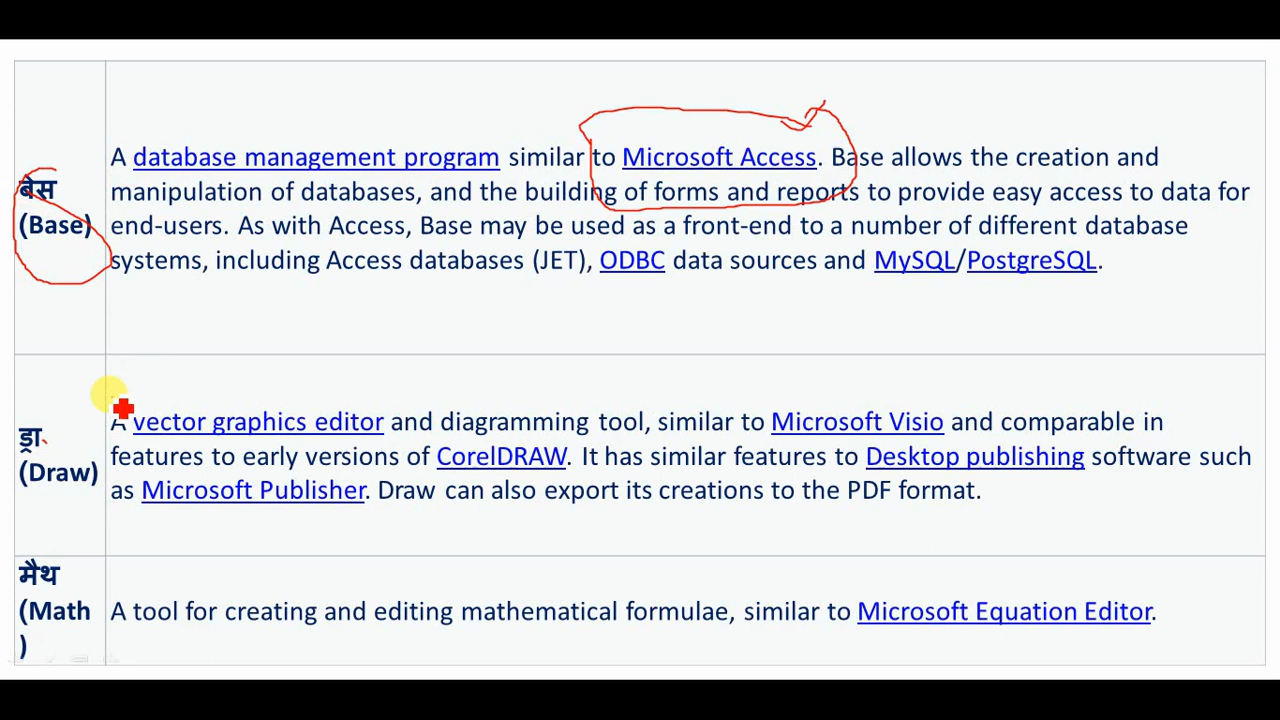 बेस
(Base)
A database management program similar to Microsoft Access. Base allows the creation and
manipulation of databases, and the building of forms and reports to provide easy access to data for
end-users. As with Access, Base may be used as a front-end to a number of different database
systems, including Access databases (JET), ODBC data sources and MySQL/PostgreSQL.
ड्रा
(Draw)
A vector graphics editor and diagramming tool, similar to Microsoft Visio and comparable in
features to early versions of CorelDRAW. It has similar features to Desktop publishing software such
as Microsoft Publisher. Draw can also export its creations to the PDF format.
मैथ
(Math
)
A tool for creating and editing mathematical formulae, similar to Microsoft Equation Editor.